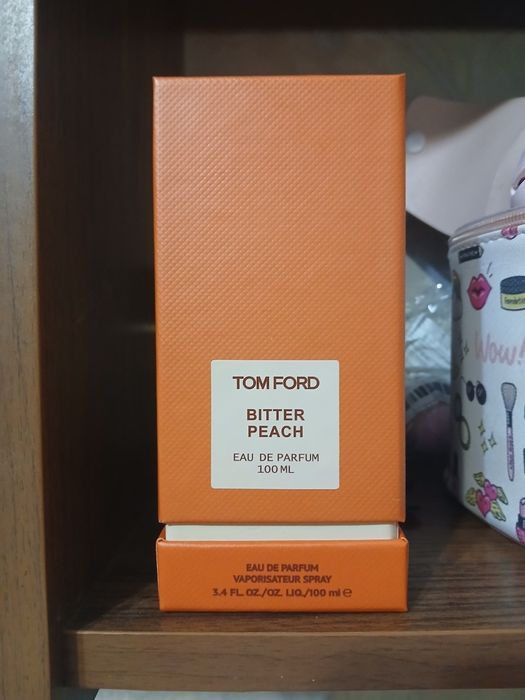 TOM FORD
BITTER
PEACH
EAU DE PARFUM
100 ML
EAU DE PARFUM
VAPORISATEUR SPRAY
3.4 FL. OZ./OZ. LIQ./100 ml ℮
Wow!